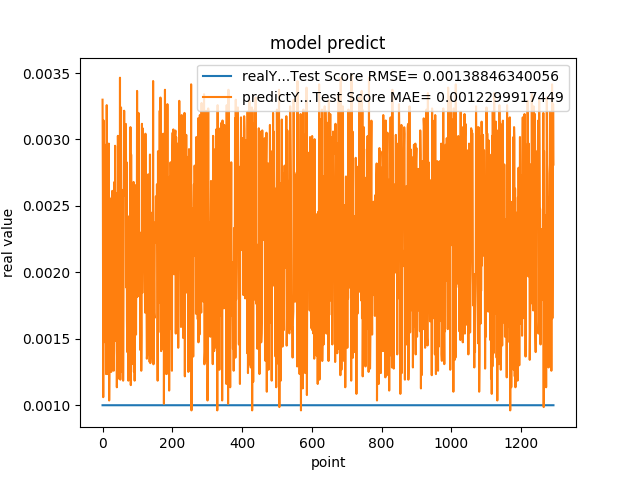 model predict
realY...Test Score RMSE= 0.00138846340056
predictY...Test Score MAE= 0.0012299917449
0.0035
0.0030
0.0025
0.0020
0.0015
0.0010
real value
0 200 400 600 800 1000 1200
point